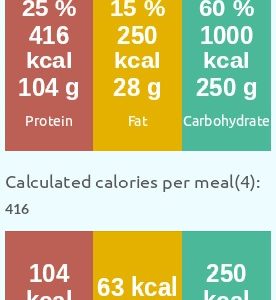 25 % 15 % 60 %
416 250 1000
kcal kcal kcal
104 g 28 g 250 g
Protein Fat Carbohydrate
Calculated calories per meal(4):
416
104 63 kcal 250
kcal kcal